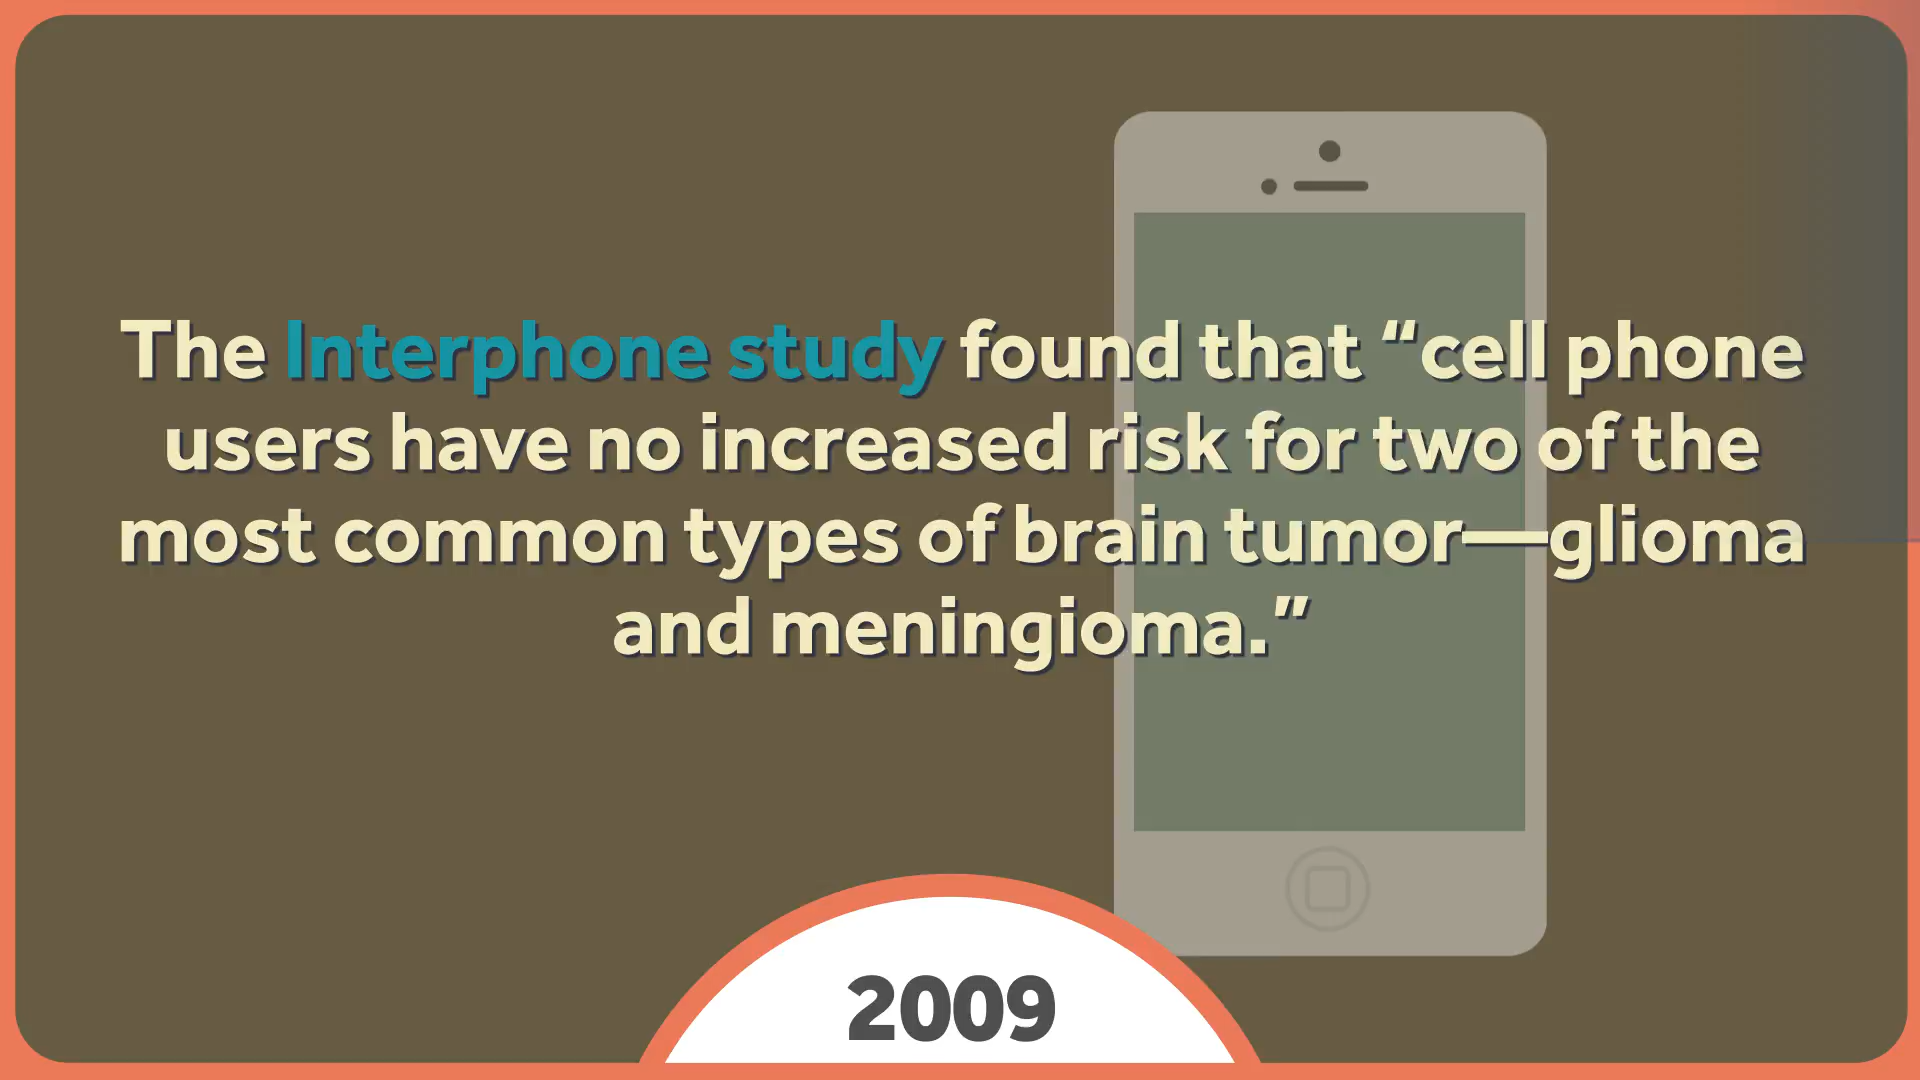 The Interphone study found that “cell phone
users have no increased risk for two of the
most common types of brain tumor—glioma
and meningioma.”
2009